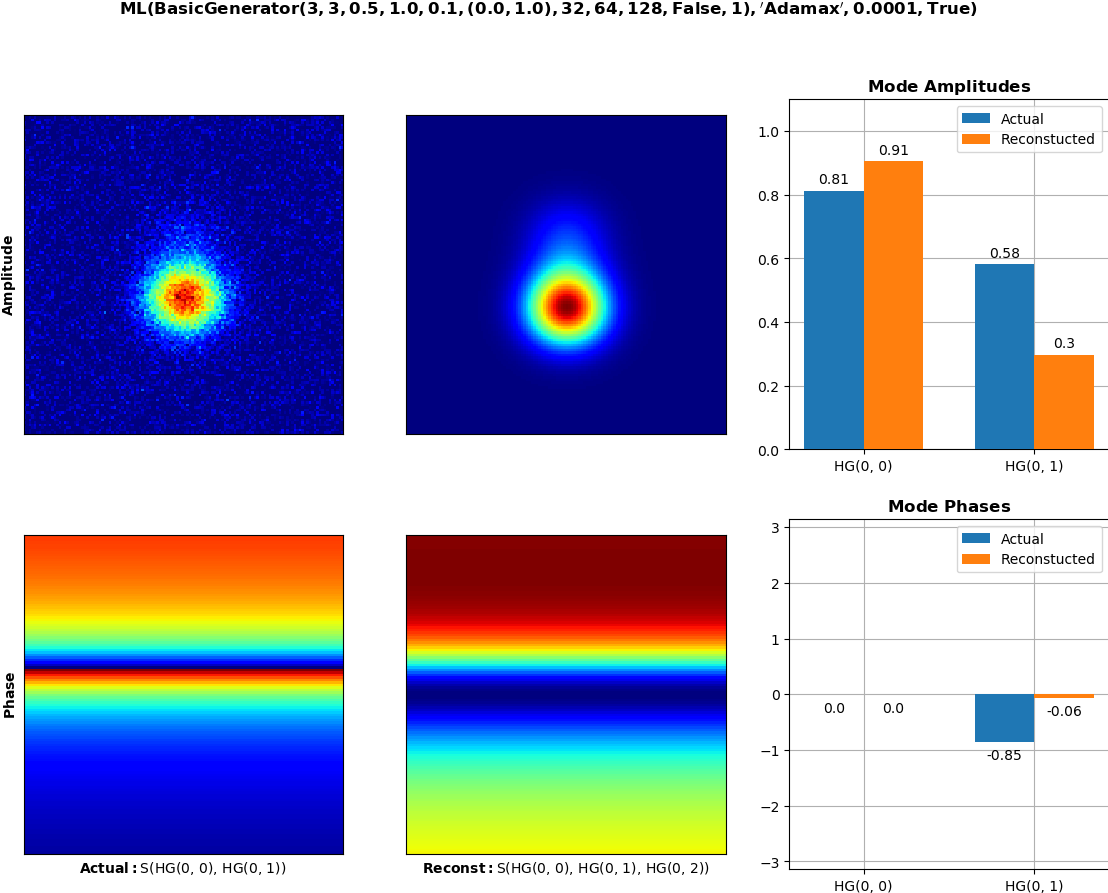 ML(BasicGenerator(3, 3, 0.5, 1.0, 0.1, (0.0, 1.0), 32, 64, 128, False, 1), ′Adamax′, 0.0001, True)
Amplitude
Mode Amplitudes
Actual
Reconstucted
1.0
0.8
0.6
0.4
0.2
0.0
0.81
0.91
0.58
0.3
HG(0, 0)
HG(0, 1)
Phase
Actual: S(HG(0, 0), HG(0, 1))
Reconst: S(HG(0, 0), HG(0, 1), HG(0, 2))
Mode Phases
Actual
Reconstucted
3
2
1
0
−1
−2
−3
0.0
0.0
-0.85
-0.06
HG(0, 0)
HG(0, 1)